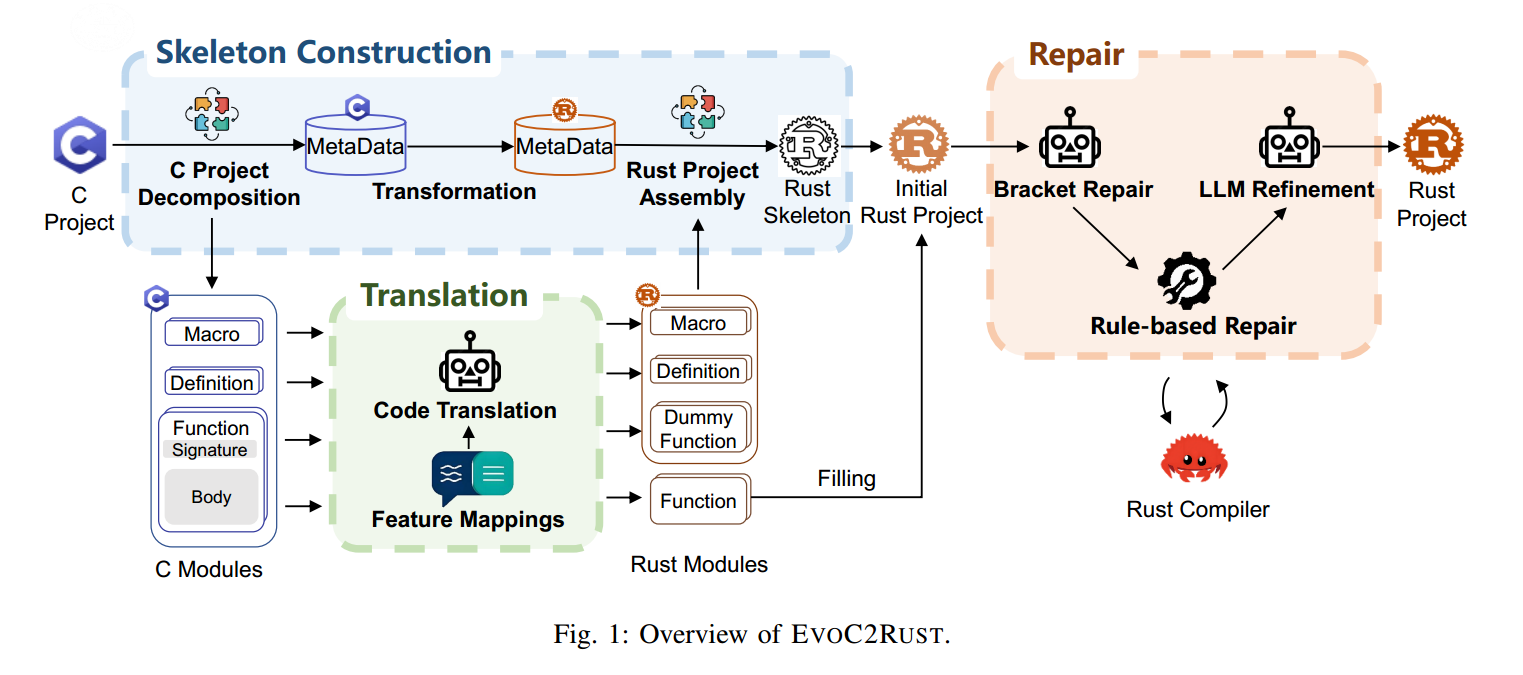 Skeleton Construction
Repair
MetaData
MetaData
C Project
Decomposition
Transformation
Rust Project
Assembly
C
Project
Rust
Skeleton
Initial
Rust Project
Bracket Repair
LLM Refinement
Rust
Project
Rule-based Repair
Translation
Macro
Definition
Function
Signature
Body
C Modules
Code Translation
Feature Mappings
Macro
Definition
Dummy
Function
Function
Rust Modules
Filling
Rust Compiler
Fig. 1: Overview of EVOC2RUST.